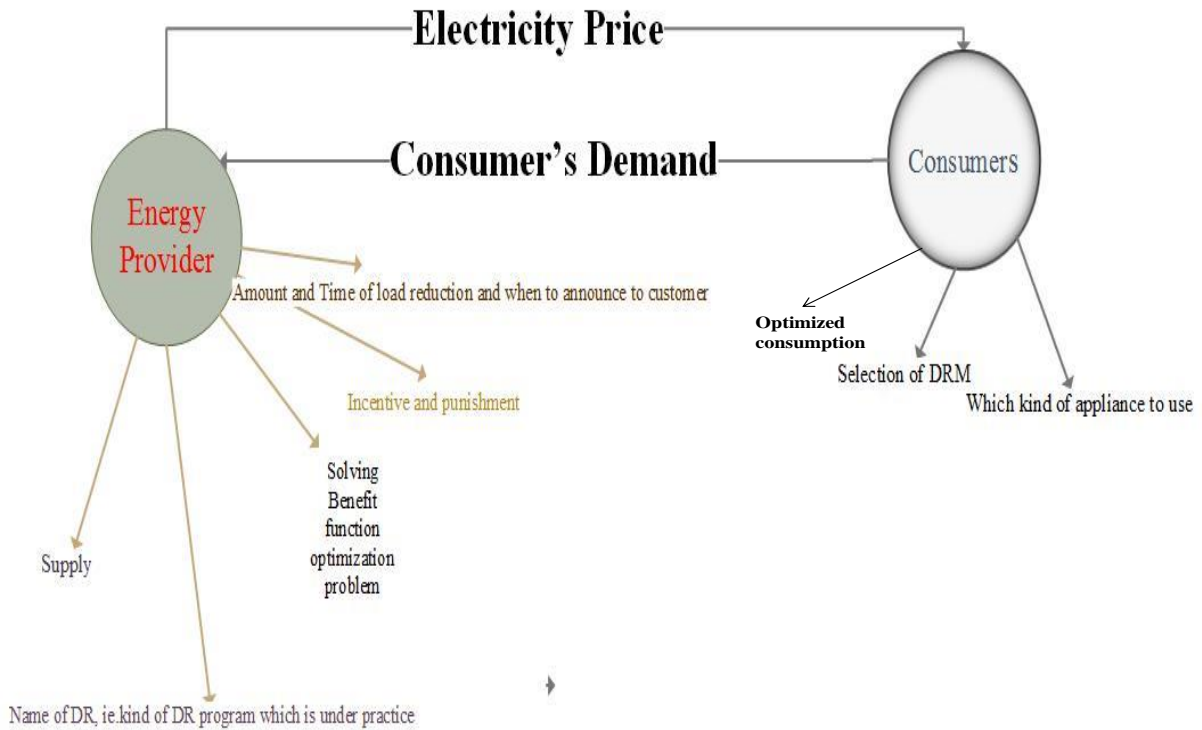 Electricity Price
Consumer's Demand
Consumers
Energy
Provider
Amount and Time of load reduction and when to announce to customer
Optimized
consumption
Selection of DRM
Which kind of appliance to use
Incentive and punishment
Solving
Benefit
function
optimization
problem
Supply
Name of DR, ie.kind of DR program which is under practice